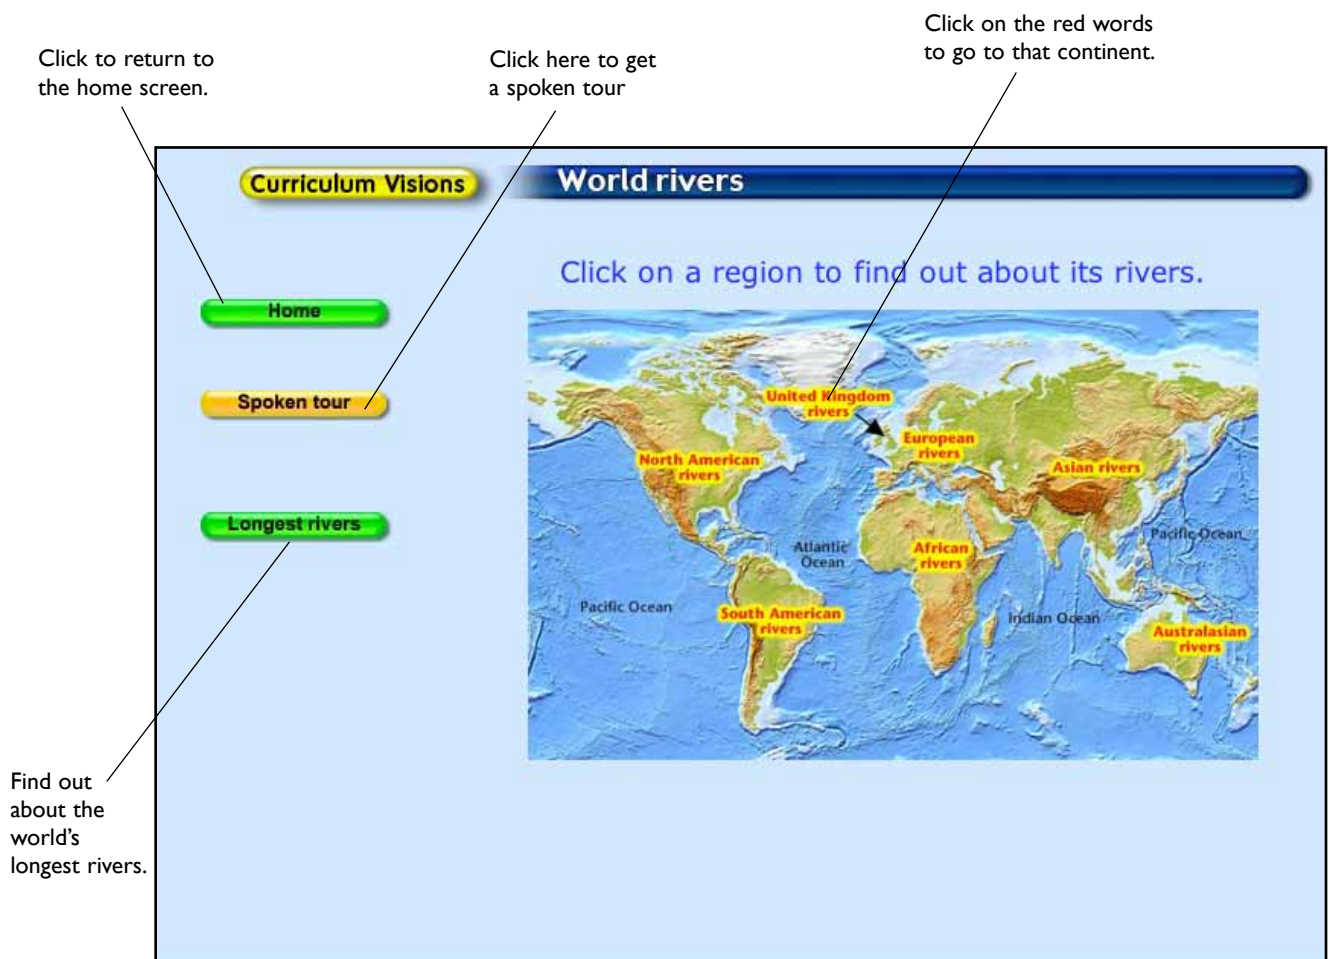 Click on the red words
to go to that continent.
Click to return to
the home screen.
Click here to get
a spoken tour
Curriculum Visions
World rivers
Click on a region to find out about its rivers.
Home
Spoken tour
Longest rivers
United Kingdom
rivers
European
rivers
North American
rivers
Asian rivers
Pacific Ocean
Atlantic
Ocean
African
rivers
Pacific Ocean
South American
rivers
Indian Ocean
Australasian
rivers
Find out
about the
world's
longest rivers.